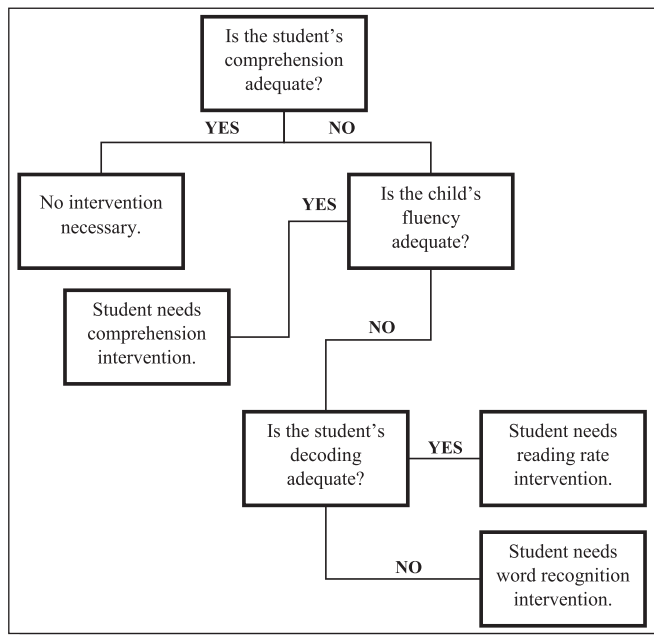 Is the student's
comprehension
adequate?
YES
NO
No intervention
necessary.
Is the child's
fluency
adequate?
YES
Student needs
comprehension
intervention.
NO
Is the student's
decoding
adequate?
YES
Student needs
reading rate
intervention.
NO
Student needs
word recognition
intervention.